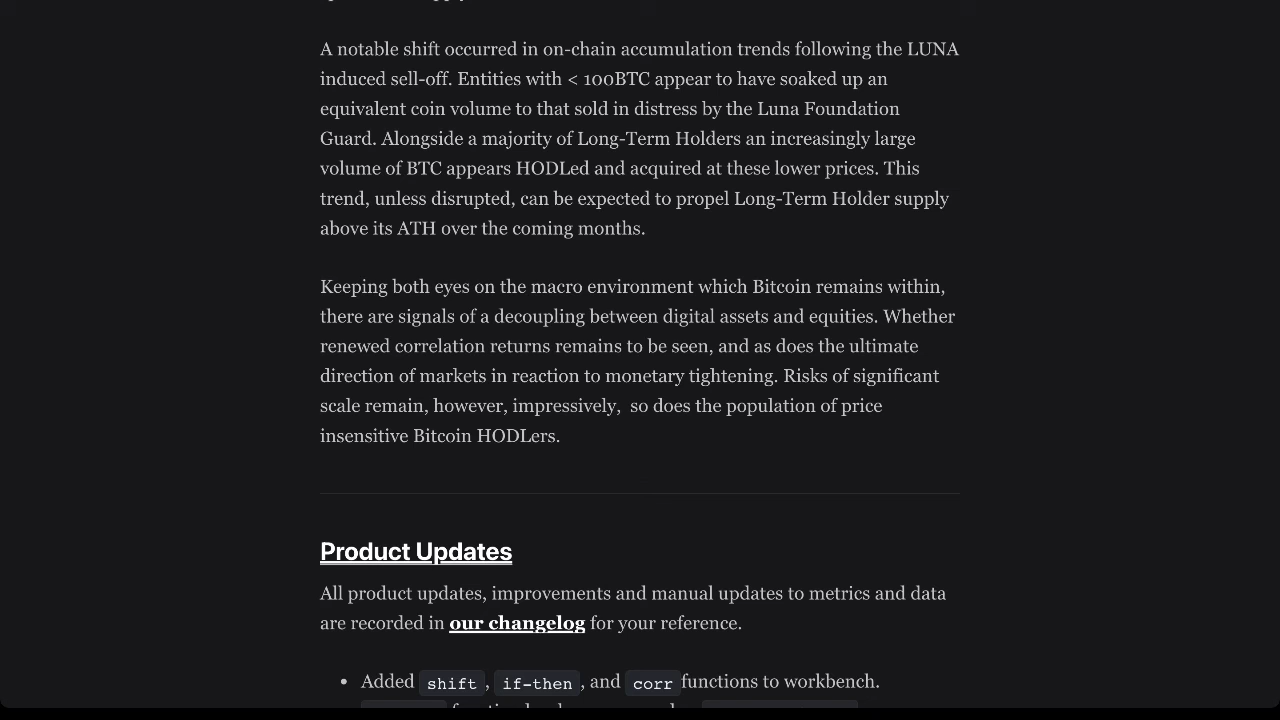 A notable shift occurred in on-chain accumulation trends following the LUNA
induced sell-off. Entities with < 100BTC appear to have soaked up an
equivalent coin volume to that sold in distress by the Luna Foundation
Guard. Alongside a majority of Long-Term Holders an increasingly large
volume of BTC appears HODLed and acquired at these lower prices. This
trend, unless disrupted, can be expected to propel Long-Term Holder supply
above its ATH over the coming months.
Keeping both eyes on the macro environment which Bitcoin remains within,
there are signals of a decoupling between digital assets and equities. Whether
renewed correlation returns remains to be seen, and as does the ultimate
direction of markets in reaction to monetary tightening. Risks of significant
scale remain, however, impressively,  so does the population of price
insensitive Bitcoin HODLers.
Product Updates
All product updates, improvements and manual updates to metrics and data
are recorded in our changelog for your reference.
• Added shift, if-then, and corr functions to workbench.